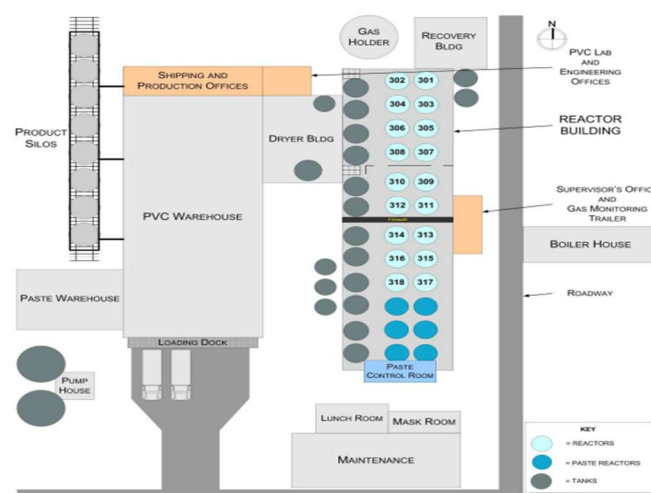 GAS
HOLDER
RECOVERY
BLDG
N
PVC LAB
AND
ENGINEERING
OFFICES
SHIPPING AND
PRODUCTION OFFICES
302 301
304 303
306 305
308 307
310 309
312 311
Firewall
314 313
316 315
318 317
REACTOR
BUILDING
PRODUCT
SILOS
DRYER BLDG
PVC WAREHOUSE
SUPERVISOR'S OFFICE
AND
GAS MONITORING
TRAILER
BOILER HOUSE
PASTE WAREHOUSE
ROADWAY
LOADING DOCK
PASTE
CONTROL ROOM
PUMP
HOUSE
LUNCH ROOM
MASK ROOM
MAINTENANCE
KEY
= REACTORS
= PASTE REACTORS
= TANKS